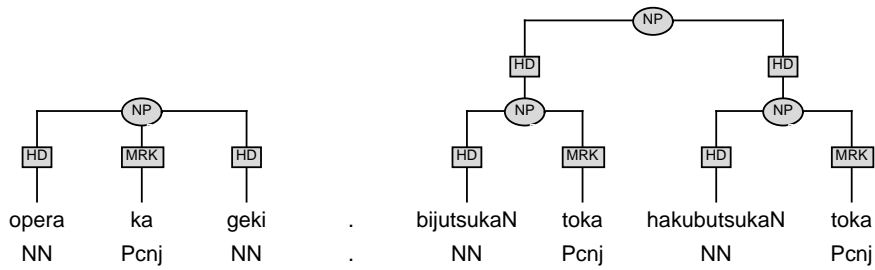 NP
HD HD
NP NP NP
HD MRK HD HD MRK HD MRK
opera ka geki . bijutsukaN toka hakubutsukaN toka
NN Pcnj NN . NN Pcnj NN Pcnj